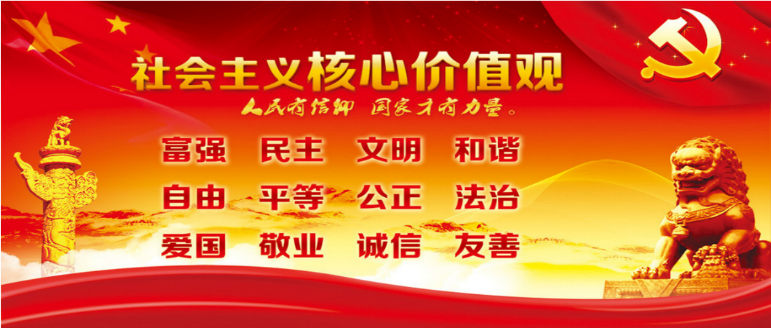 社会主义核心价值观
人民有信仰 国家才有力量。
富强 民主 文明 和谐
自由 平等 公正 法治
爱国 敬业 诚信 友善